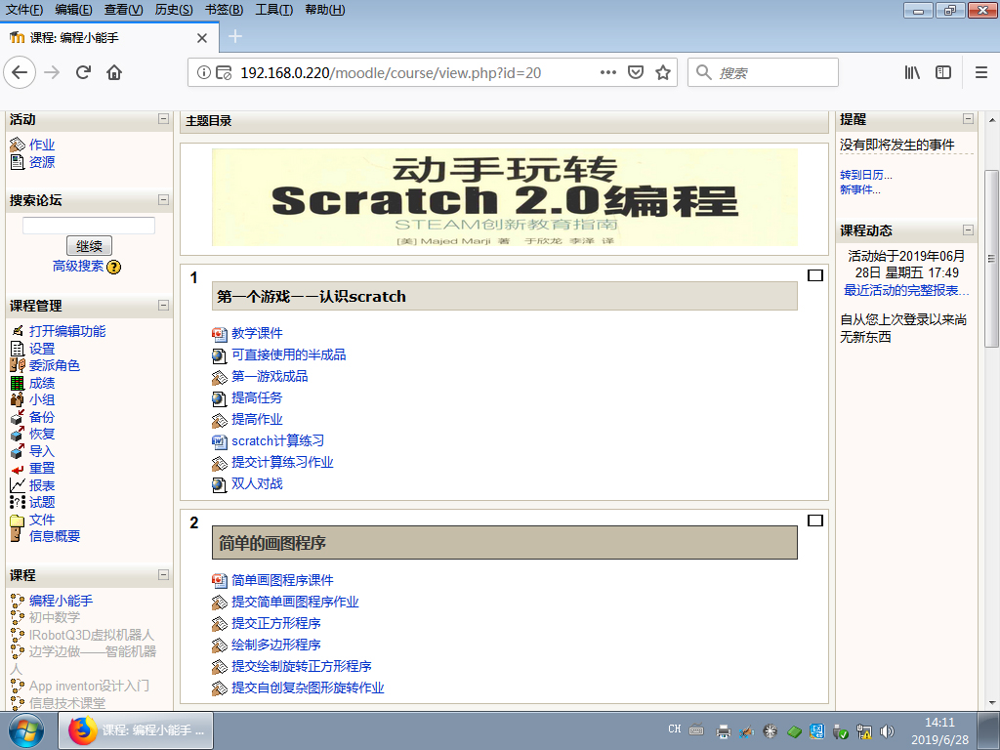 文件(F) 编辑(E) 查看(V) 历史(S) 书签(B) 工具(T) 帮助(H)
课程: 编程小能手
192.168.0.220/moodle/course/view.php?id=20
搜索
活动
作业
资源
搜索论坛
继续
高级搜索
课程管理
打开编辑功能
设置
委派角色
成绩
小组
备份
恢复
导入
重置
报表
试题
文件
信息概要
课程
编程小能手
初中数学
IRobotQ3D虚拟机器人
边学边做——智能机器
人
App inventor设计入门
信息技术课堂
主题目录
动手玩转
Scratch 2.0编程
STEAM创新教育指南
[美] Majed Marji 著 于欣龙 李泽 译
1
第一个游戏——认识scratch
教学课件
可直接使用的半成品
第一游戏成品
提高任务
提高作业
scratch计算练习
提交计算练习作业
双人对战
2
简单的画图程序
简单画图程序课件
提交简单画图程序作业
提交正方形程序
绘制多边形程序
提交绘制旋转正方形程序
提交自创复杂图形旋转作业
提醒
没有即将发生的事件
转到日历...
新事件...
课程动态
活动始于2019年06月
28日 星期五 17:49
最近活动的完整报表...
自从您上次登录以来尚
无新东西
课程: 编程小能手 ...
CH
14:11
2019/6/28